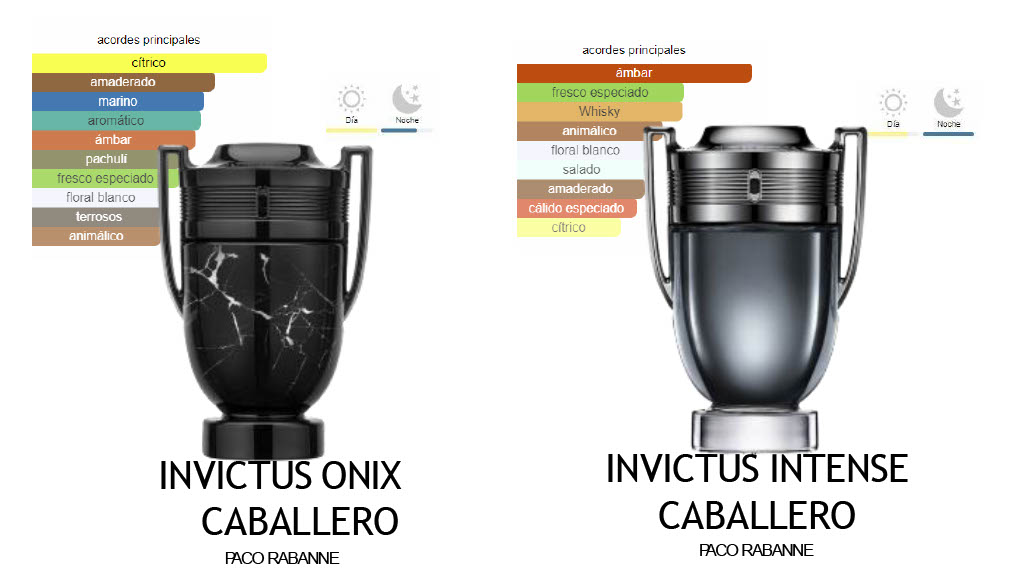 acordes principales
cítrico
amaderado
marino
aromático
ámbar
pachulí
fresco especiado
floral blanco
terrosos
animálico
Día
Noche
INVICTUS ONIX
CABALLERO
PACO RABANNE
acordes principales
ámbar
fresco especiado
Whisky
animálico
floral blanco
salado
amaderado
cálido especiado
cítrico
Día
Noche
INVICTUS INTENSE
CABALLERO
PACO RABANNE